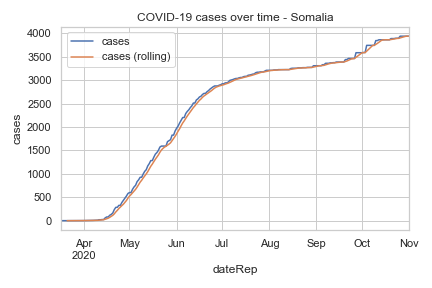 COVID-19 cases over time - Somalia
cases
cases (rolling)
4000
3500
3000
2500
2000
1500
1000
500
0
cases
Apr May Jun Jul Aug Sep Oct Nov
2020
dateRep